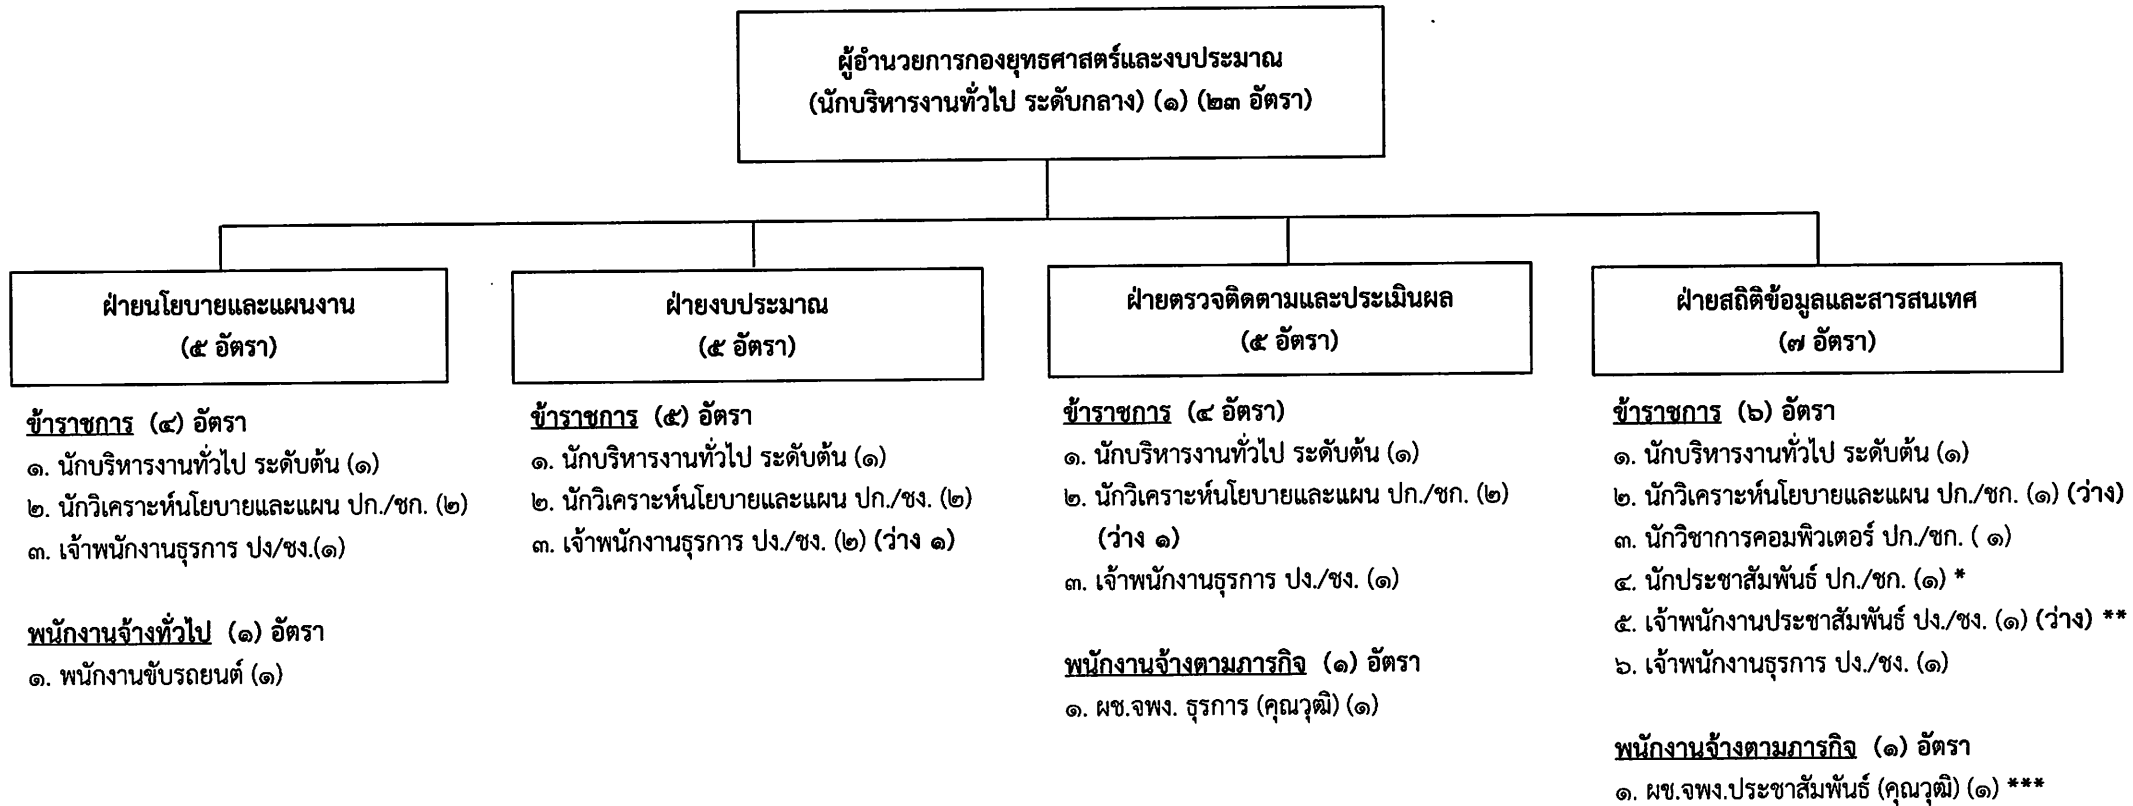 ผู้อำนวยการกองยุทธศาสตร์และงบประมาณ
(นักบริหารงานทั่วไป ระดับกลาง) (๑) (๒๓ อัตรา)
ฝ่ายนโยบายและแผนงาน
(๕ อัตรา)
ข้าราชการ (๔) อัตรา
๑. นักบริหารงานทั่วไป ระดับต้น (๑)
๒. นักวิเคราะห์นโยบายและแผน ปก./ชก. (๒)
๓. เจ้าพนักงานธุรการ ปง/ชง.(๑)
พนักงานจ้างทั่วไป (๑) อัตรา
๑. พนักงานขับรถยนต์ (๑)
ฝ่ายงบประมาณ
(๕ อัตรา)
ข้าราชการ (๕) อัตรา
๑. นักบริหารงานทั่วไป ระดับต้น (๑)
๒. นักวิเคราะห์นโยบายและแผน ปก./ชง. (๒)
๓. เจ้าพนักงานธุรการ ปง./ชง. (๒) (ว่าง ๑)
ฝ่ายตรวจติดตามและประเมินผล
(๕ อัตรา)
ข้าราชการ (๔ อัตรา)
๑. นักบริหารงานทั่วไป ระดับต้น (๑)
๒. นักวิเคราะห์นโยบายและแผน ปก./ชก. (๒)
(ว่าง ๑)
๓. เจ้าพนักงานธุรการ ปง./ชง. (๑)
พนักงานจ้างตามภารกิจ (๑) อัตรา
๑. ผช.จพง. ธุรการ (คุณวุฒิ) (๑)
ฝ่ายสถิติข้อมูลและสารสนเทศ
(๗ อัตรา)
ข้าราชการ (๖) อัตรา
๑. นักบริหารงานทั่วไป ระดับต้น (๑)
๒. นักวิเคราะห์นโยบายและแผน ปก./ชก. (๑) (ว่าง)
๓. นักวิชาการคอมพิวเตอร์ ปก./ชก. ( ๑)
๔. นักประชาสัมพันธ์ ปก./ชก. (๑) *
๕. เจ้าพนักงานประชาสัมพันธ์ ปง./ชง. (๑) (ว่าง) **
๖. เจ้าพนักงานธุรการ ปง./ชง. (๑)
พนักงานจ้างตามภารกิจ (๑) อัตรา
๑. ผช.จพง.ประชาสัมพันธ์ (คุณวุฒิ) (๑) ***